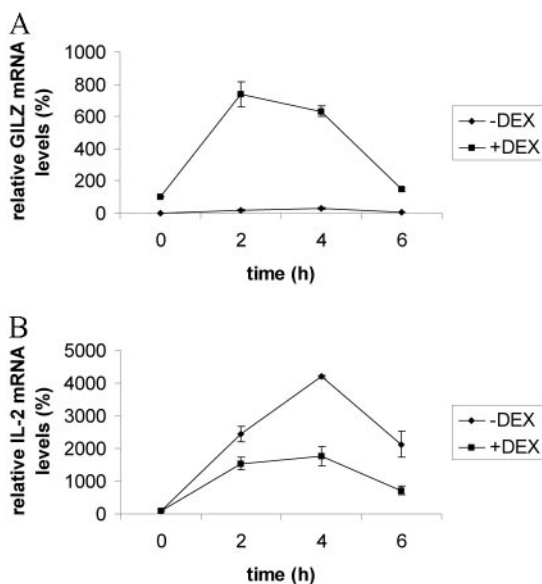 A
relative GILZ mRNA
levels (%)
1000
800
600
400
200
0
0 2 4 6
time (h)
-DEX
+DEX
B
relative IL-2 mRNA
levels (%)
5000
4000
3000
2000
1000
0
0 2 4 6
time (h)
-DEX
+DEX